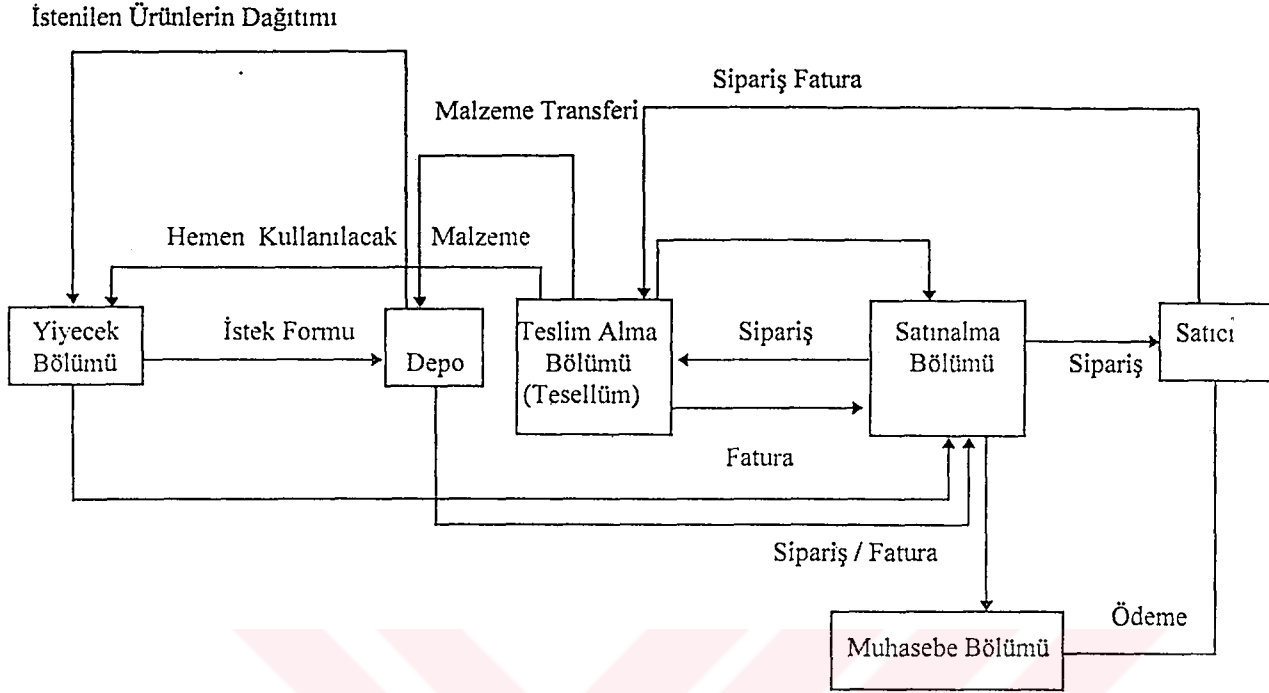 İstenilen Ürünlerin Dağıtımı
Sipariş Fatura
Malzeme Transferi
Hemen Kullanılacak Malzeme
Yiyecek
Bölümü
İstek Formu
Depo
Teslim Alma
Bölümü
(Tesellüm)
Sipariş
Satınalma
Bölümü
Sipariş
Satıcı
Fatura
Sipariş / Fatura
Muhasebe Bölümü
Ödeme